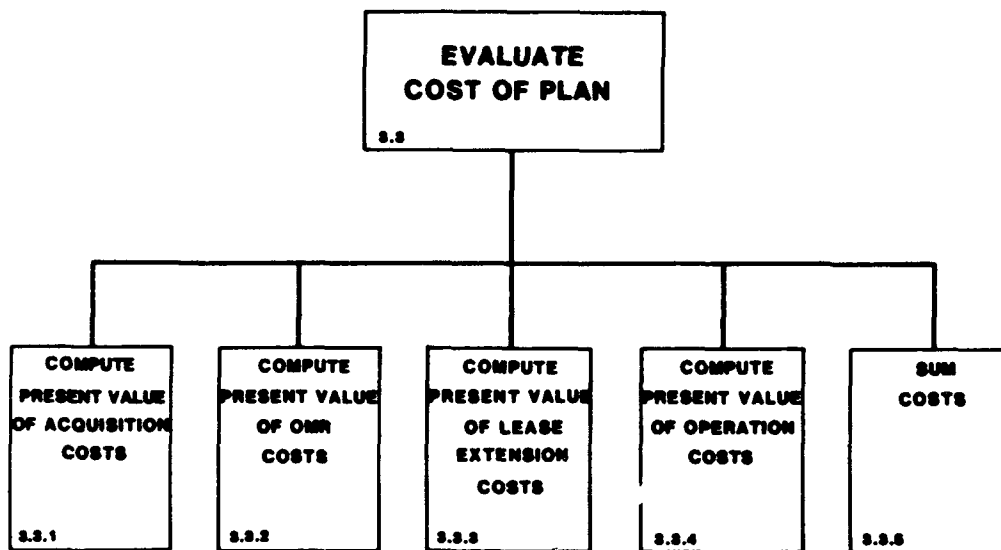 EVALUATE
COST OF PLAN
3.3
COMPUTE
PRESENT VALUE
OF ACQUISITION
COSTS
3.3.1
COMPUTE
PRESENT VALUE
OF OMR
COSTS
3.3.2
COMPUTE
PRESENT VALUE
OF LEASE
EXTENSION
COSTS
3.3.3
COMPUTE
PRESENT VALUE
OF OPERATION
COSTS
3.3.4
SUM
COSTS
3.3.5